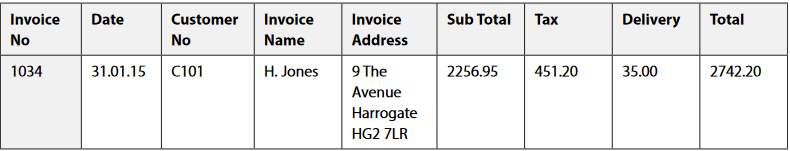 Invoice No
Date
Customer No
Invoice Name
Invoice Address
Sub Total
Tax
Delivery
Total
1034
31.01.15
C101
H. Jones
9 The
Avenue
Harrogate
HG2 7LR
2256.95
451.20
35.00
2742.20